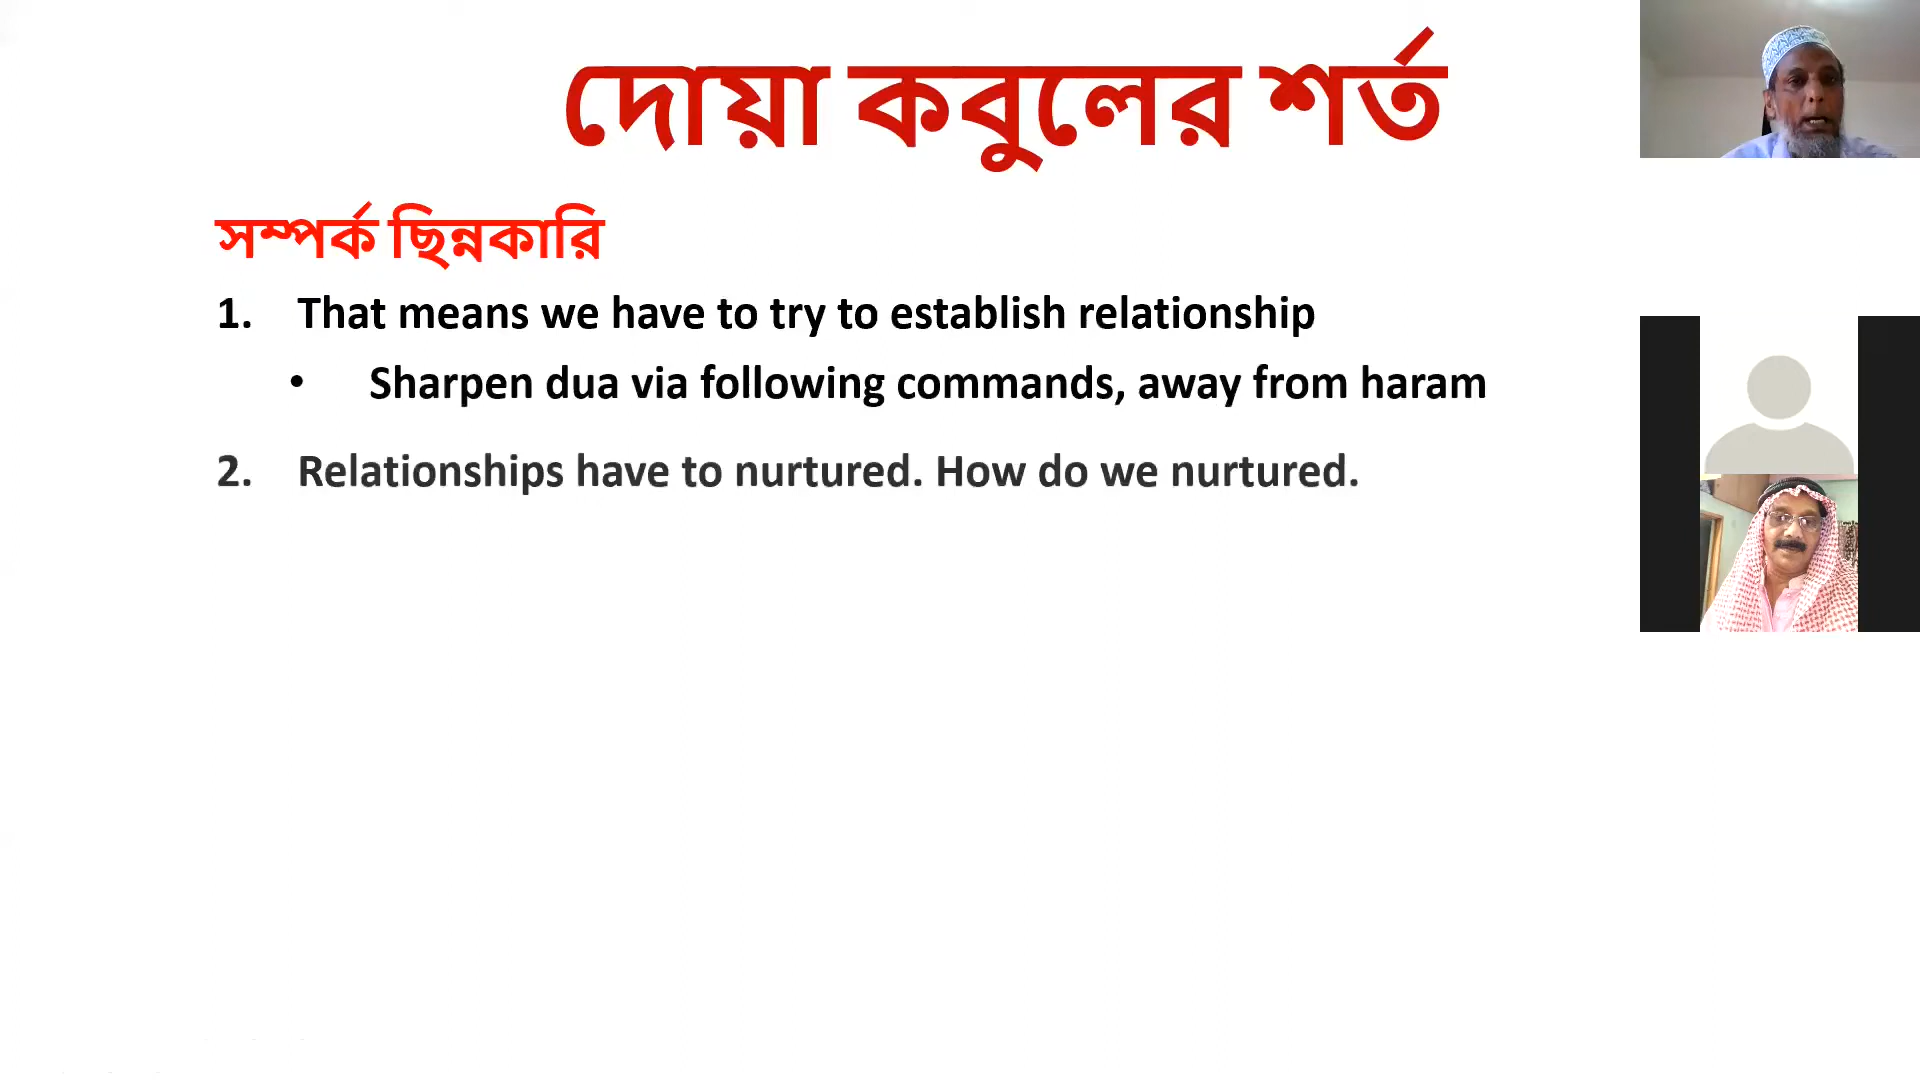 দোয়া কবুলের শর্ত
সম্পর্ক ছিন্নকারি
1. That means we have to try to establish relationship
• Sharpen dua via following commands, away from haram
2. Relationships have to nurtured. How do we nurtured.